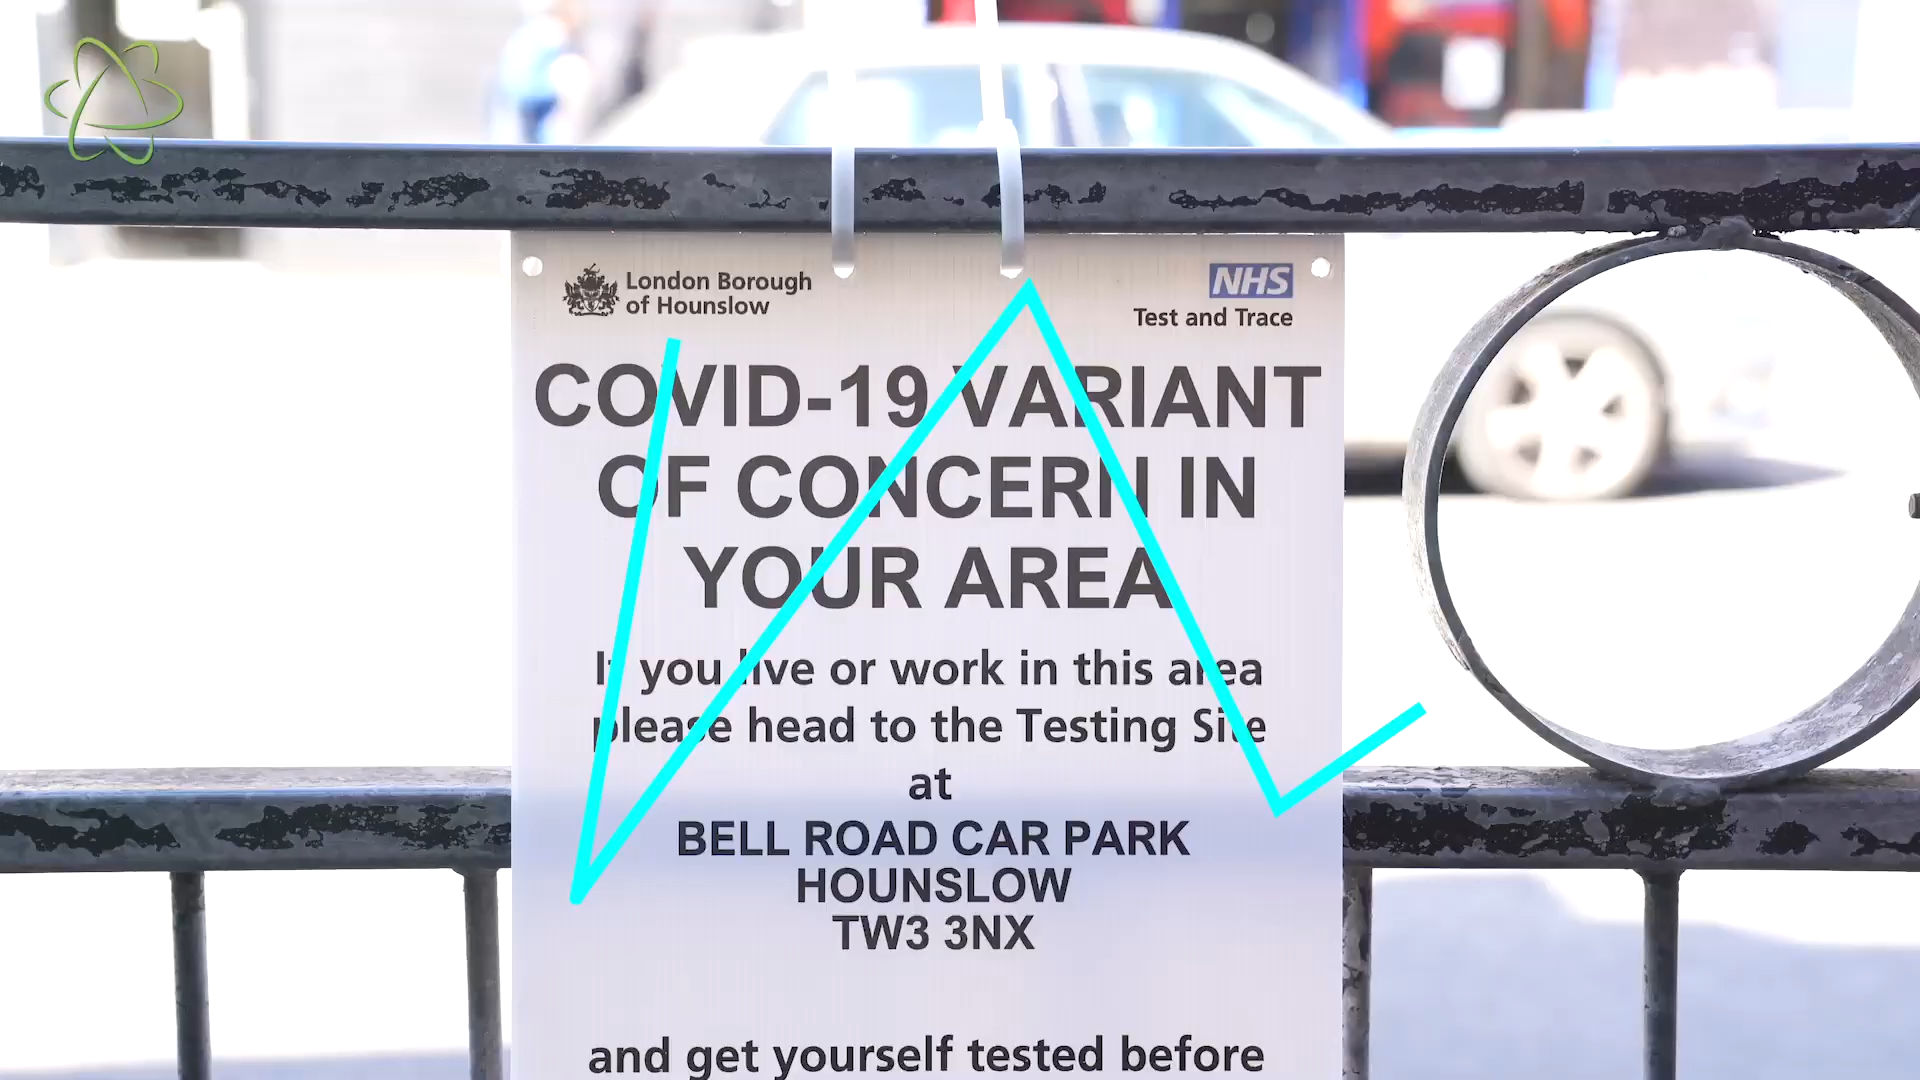 London Borough
of Hounslow
NHS
Test and Trace
COVID-19 VARIANT
OF CONCERN IN
YOUR AREA
If you live or work in this area
please head to the Testing Site
at
BELL ROAD CAR PARK
HOUNSLOW
TW3 3NX
and get yourself tested before